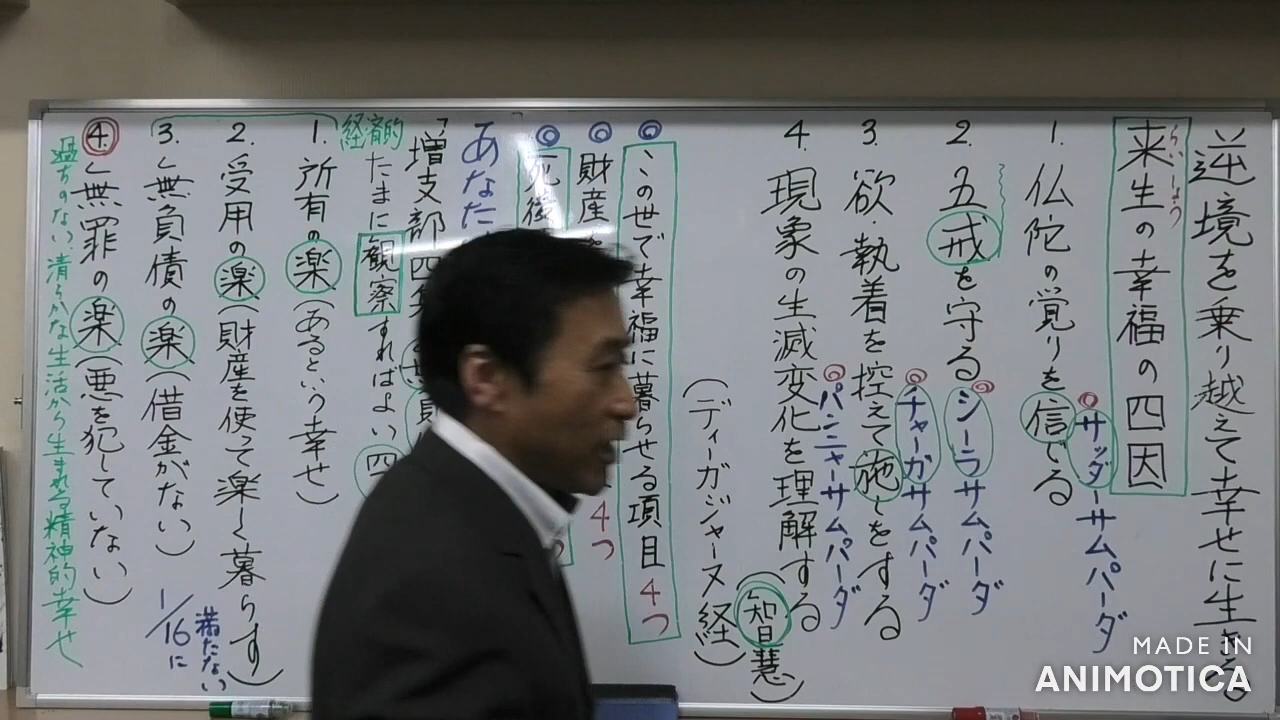 逆境を乗り越えて幸せに生きる
らいしょう
来生の幸福の四因
1. 仏陀の覚りを信じる
サッダーサムパーダ
2. 五戒を守る
シーラサムパーダ
3. 欲・執着を控えて施しをする
チャーガサムパーダ
4. 現象の生滅変化を理解する
パンニャーサムパーダ
(智慧)
(ディーガジャーヌ経)
◎ この世で幸福に暮らせる項目 4つ
◎ 財産を
4つ
◎ 死後
あなた
「増支部四集
たまに観察すればよい 四
経済的
1. 所有の楽(あるという幸せ)
2. 受用の楽(財産を使って楽しく暮らす)
3. 無負債の楽(借金がない)
4. 無罪の楽(悪を犯していない)
1/16に
満たない
過ちのない、清らかな生活から生まれる精神的幸せ
MADE IN
ANIMOTICA